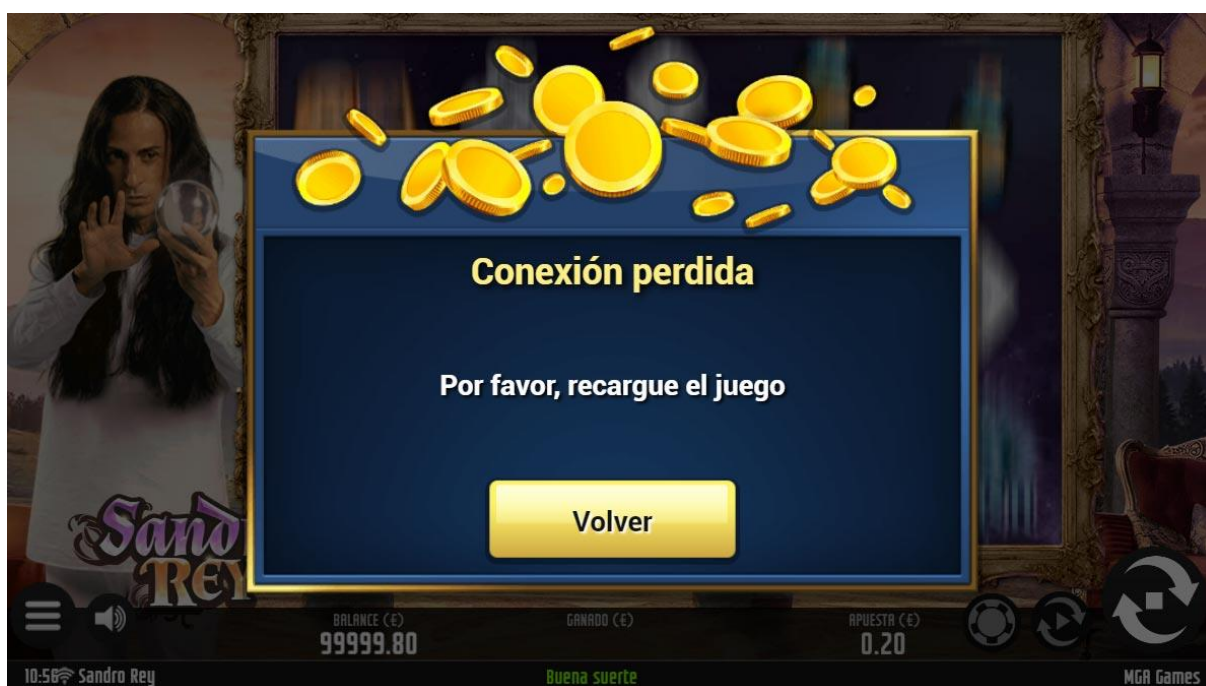 Conexión perdida
Por favor, recargue el juego
Volver
Sandr
REY
BALANCE (€)
99999.80
GANADO (€)
APUESTA (€)
0.20
10:56 Sandro Rey
Buena suerte
MGA Games